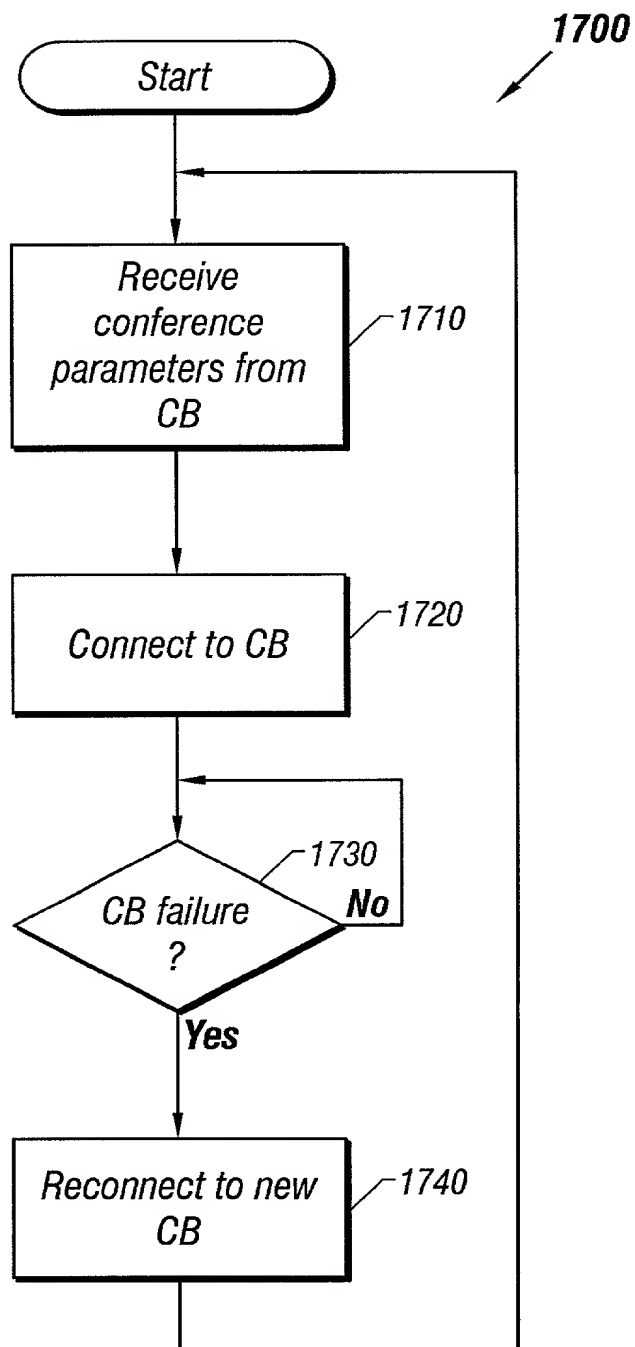 1700
Start
Receive
conference
parameters from
CB
1710
Connect to CB
1720
1730
CB failure
?
No
Yes
Reconnect to new
CB
1740